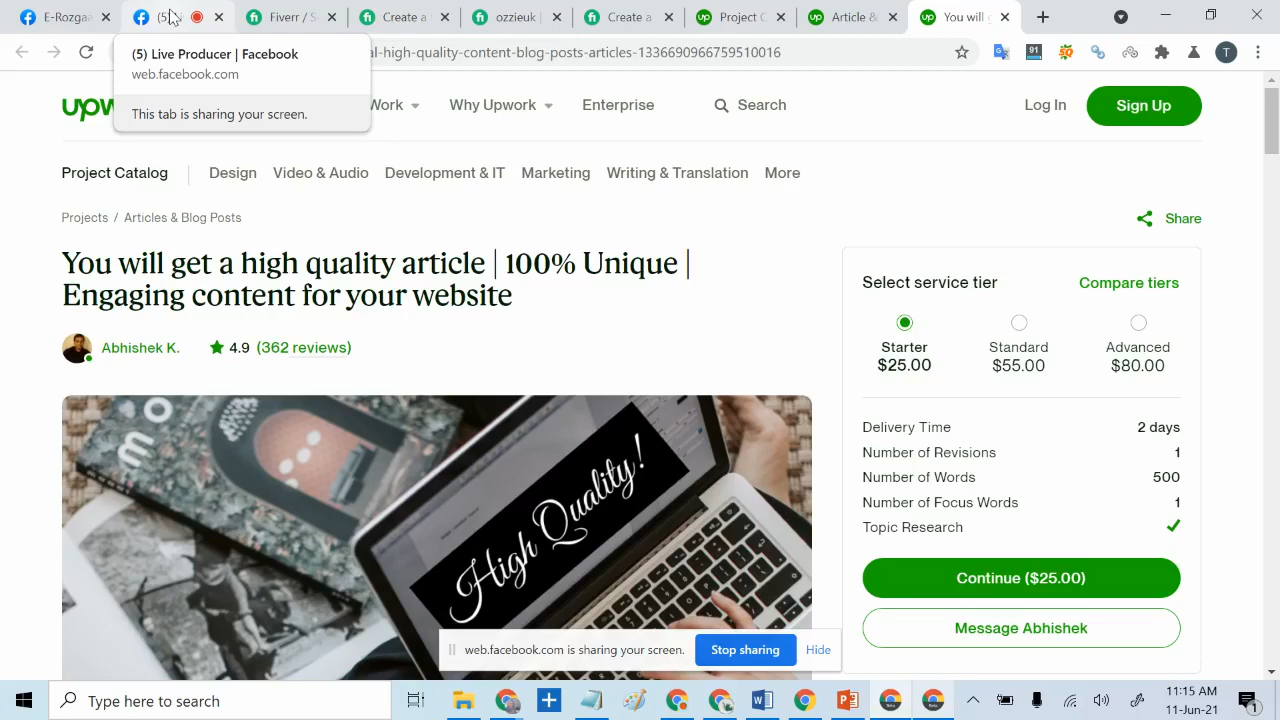 E-Rozgaa
(5)
Fiverr / S
Create a
ozzieuk |
Create a
Project C
Article &
You will g
al-high-quality-content-blog-posts-articles-1336690966759510016
91
T
(5) Live Producer | Facebook
web.facebook.com
This tab is sharing your screen.
upw
Work
Why Upwork
Enterprise
Search
Log In
Sign Up
Project Catalog
Design
Video & Audio
Development & IT
Marketing
Writing & Translation
More
Projects / Articles & Blog Posts
Share
You will get a high quality article | 100% Unique |
Engaging content for your website
Abhishek K.
4.9 (362 reviews)
High Quality!
Select service tier
Compare tiers
Starter
$25.00
Standard
$55.00
Advanced
$80.00
Delivery Time 2 days
Number of Revisions 1
Number of Words 500
Number of Focus Words 1
Topic Research
Continue ($25.00)
Message Abhishek
web.facebook.com is sharing your screen.
Stop sharing
Hide
Type here to search
11:15 AM
11-Jun-21